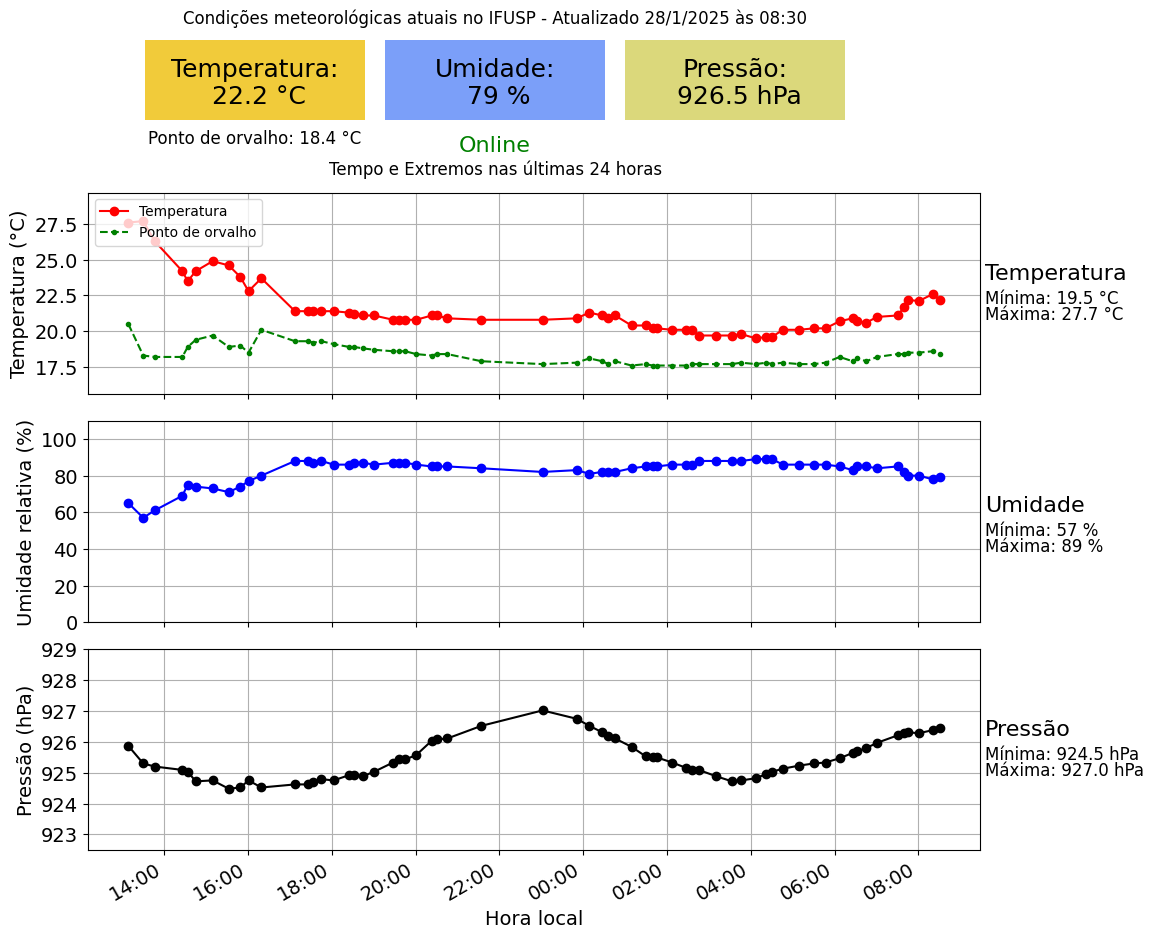 Condições meteorológicas atuais no IFUSP - Atualizado 28/1/2025 às 08:30
Temperatura:
22.2 °C
Umidade:
79 %
Pressão:
926.5 hPa
Ponto de orvalho: 18.4 °C
Online
Tempo e Extremos nas últimas 24 horas
Temperatura (°C)
27.5
25.0
22.5
20.0
17.5
Temperatura
Ponto de orvalho
Temperatura
Mínima: 19.5 °C
Máxima: 27.7 °C
Umidade relativa (%)
100
80
60
40
20
0
Umidade
Mínima: 57 %
Máxima: 89 %
Pressão (hPa)
929
928
927
926
925
924
923
Pressão
Mínima: 924.5 hPa
Máxima: 927.0 hPa
14:00 16:00 18:00 20:00 22:00 00:00 02:00 04:00 06:00 08:00
Hora local